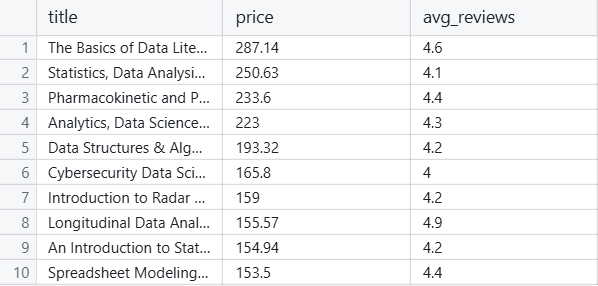 title price avg_reviews
1 The Basics of Data Lite... 287.14 4.6
2 Statistics, Data Analysi... 250.63 4.1
3 Pharmacokinetic and P... 233.6 4.4
4 Analytics, Data Science... 223 4.3
5 Data Structures & Alg... 193.32 4.2
6 Cybersecurity Data Sci... 165.8 4
7 Introduction to Radar ... 159 4.2
8 Longitudinal Data Anal... 155.57 4.9
9 An Introduction to Stat... 154.94 4.2
10 Spreadsheet Modeling... 153.5 4.4